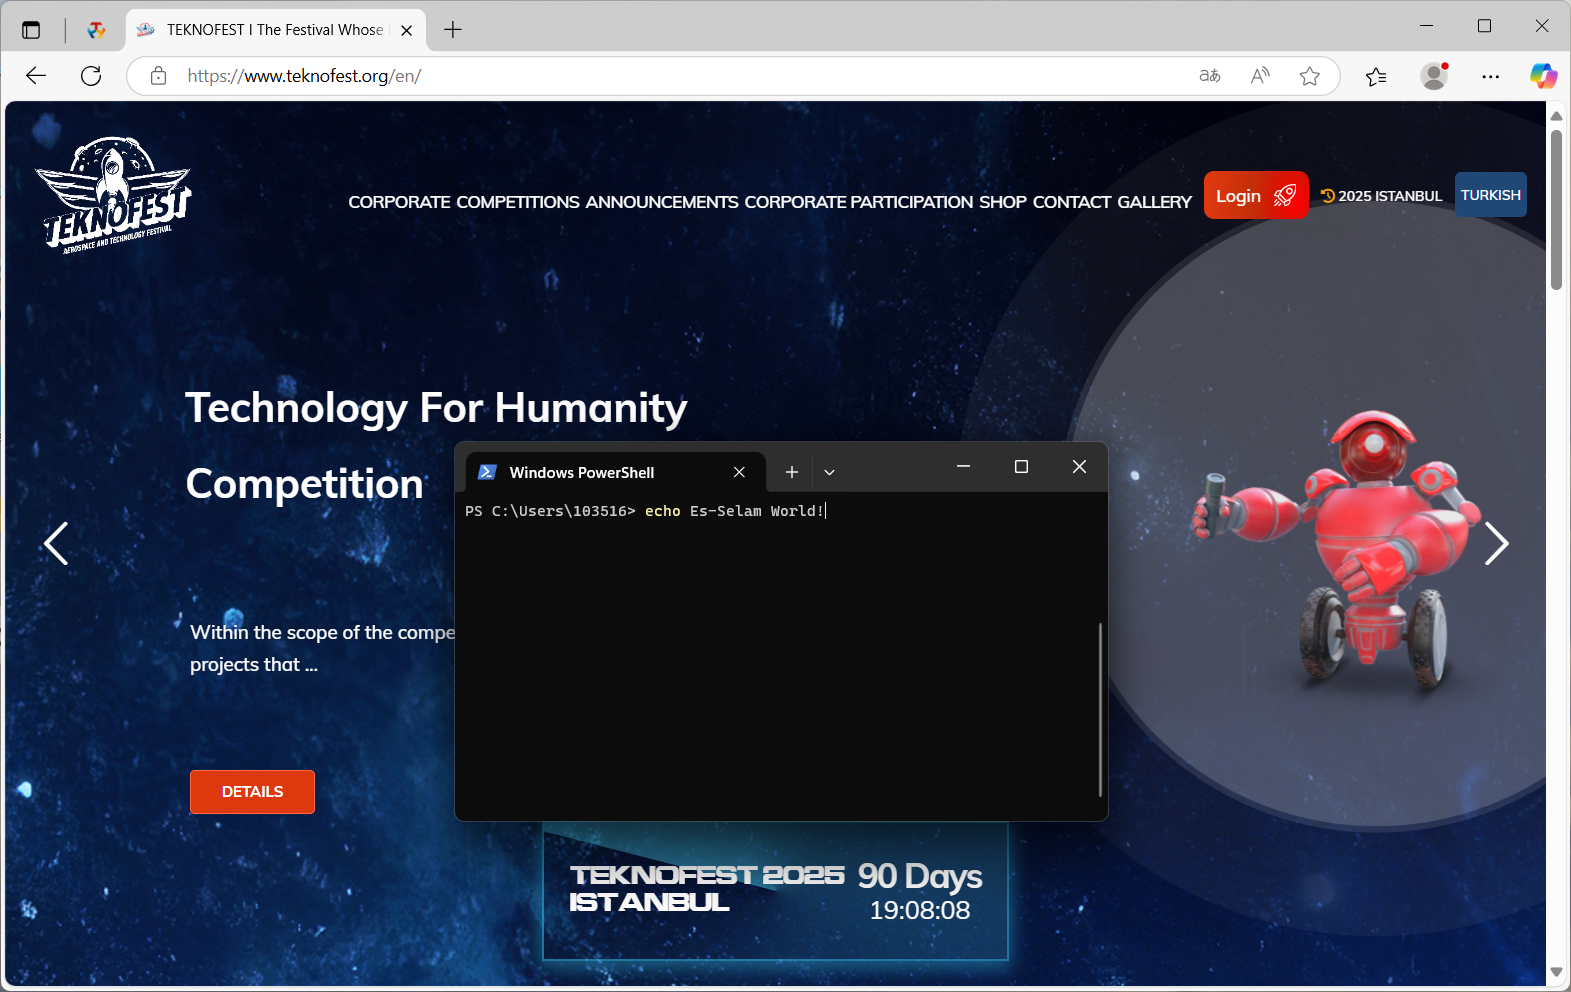 TEKNOFEST I The Festival Whose
https://www.teknofest.org/en/
TEKNOFEST
AEROSPACE AND TECHNOLOGY FESTIVAL
CORPORATE COMPETITIONS ANNOUNCEMENTS CORPORATE PARTICIPATION SHOP CONTACT GALLERY
Login
2025 ISTANBUL
TURKISH
Technology For Humanity
Competition
Within the scope of the compe
projects that ...
DETAILS
Windows PowerShell
PS C:\Users\103516> echo Es-Selam World!
TEKNOFEST 2025
ISTANBUL
90 Days
19:08:08